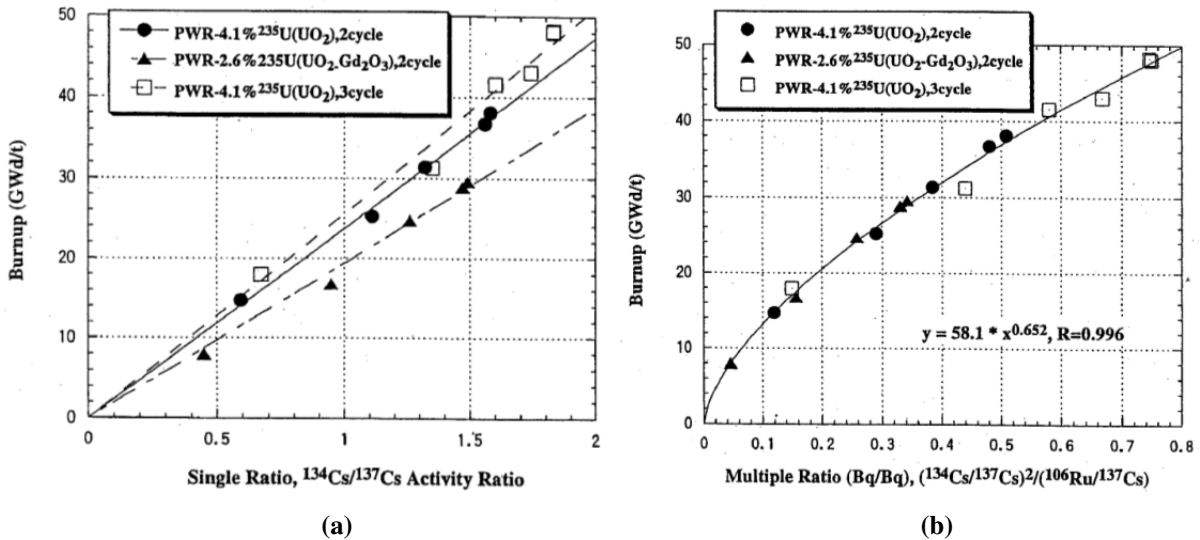 PWR-4.1%²³⁵U(UO₂),2cycle
PWR-2.6%235U(UO₂-Gd₂O₃),2cycle
PWR-4.1%²³⁵U(UO₂),3cycle
50
40
30
20
10
0
Burnup (GWd/t)
0
0.5
1
1.5
2
Single Ratio, ¹³⁴Cs/¹³⁷Cs Activity Ratio
(a)
PWR-4.1%²³⁵U(UO₂),2cycle
PWR-2.6%235U(UO₂-Gd₂O₃),2cycle
PWR-4.1%²³⁵U(UO₂),3cycle
50
40
30
20
10
0
Burnup (GWd/t)
y = 58.1 * x⁰·⁶⁵², R=0.996
0
0.1
0.2
0.3
0.4
0.5
0.6
0.7
0.8
Multiple Ratio (Bq/Bq), (¹³⁴Cs/¹³⁷Cs)²/(¹⁰⁶Ru/¹³⁷Cs)
(b)